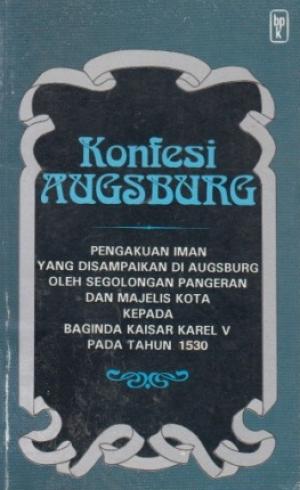 bp
K
Konfesi
AUGSBURG
PENGAKUAN IMAN
YANG DISAMPAIKAN DI AUGSBURG
OLEH SEGOLONGAN PANGERAN
DAN MAJELIS KOTA
KEPADA
BAGINDA KAISAR KAREL V
PADA TAHUN 1530